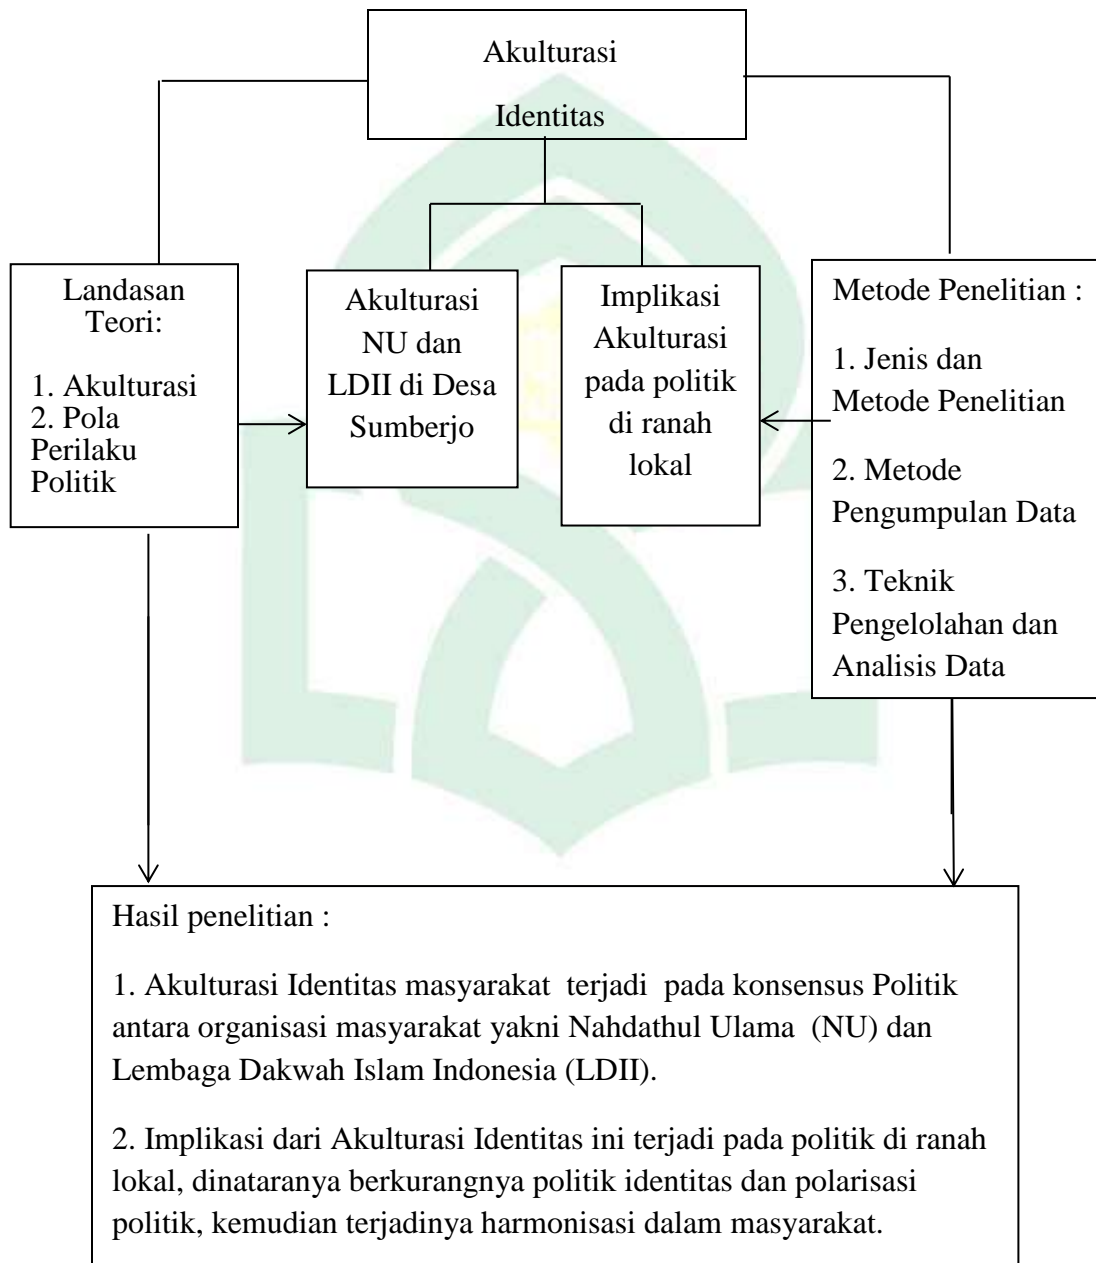 Akulturasi
Identitas
Landasan
Teori:
1. Akulturasi
2. Pola
Perilaku
Politik
Akulturasi
NU dan
LDII di Desa
Sumberjo
Implikasi
Akulturasi
pada politik
di ranah
lokal
Metode Penelitian :
1. Jenis dan
Metode Penelitian
2. Metode
Pengumpulan Data
3. Teknik
Pengelolahan dan
Analisis Data
Hasil penelitian :
1. Akulturasi Identitas masyarakat terjadi pada konsensus Politik
antara organisasi masyarakat yakni Nahdathul Ulama (NU) dan
Lembaga Dakwah Islam Indonesia (LDII).
2. Implikasi dari Akulturasi Identitas ini terjadi pada politik di ranah
lokal, dinataranya berkurangnya politik identitas dan polarisasi
politik, kemudian terjadinya harmonisasi dalam masyarakat.